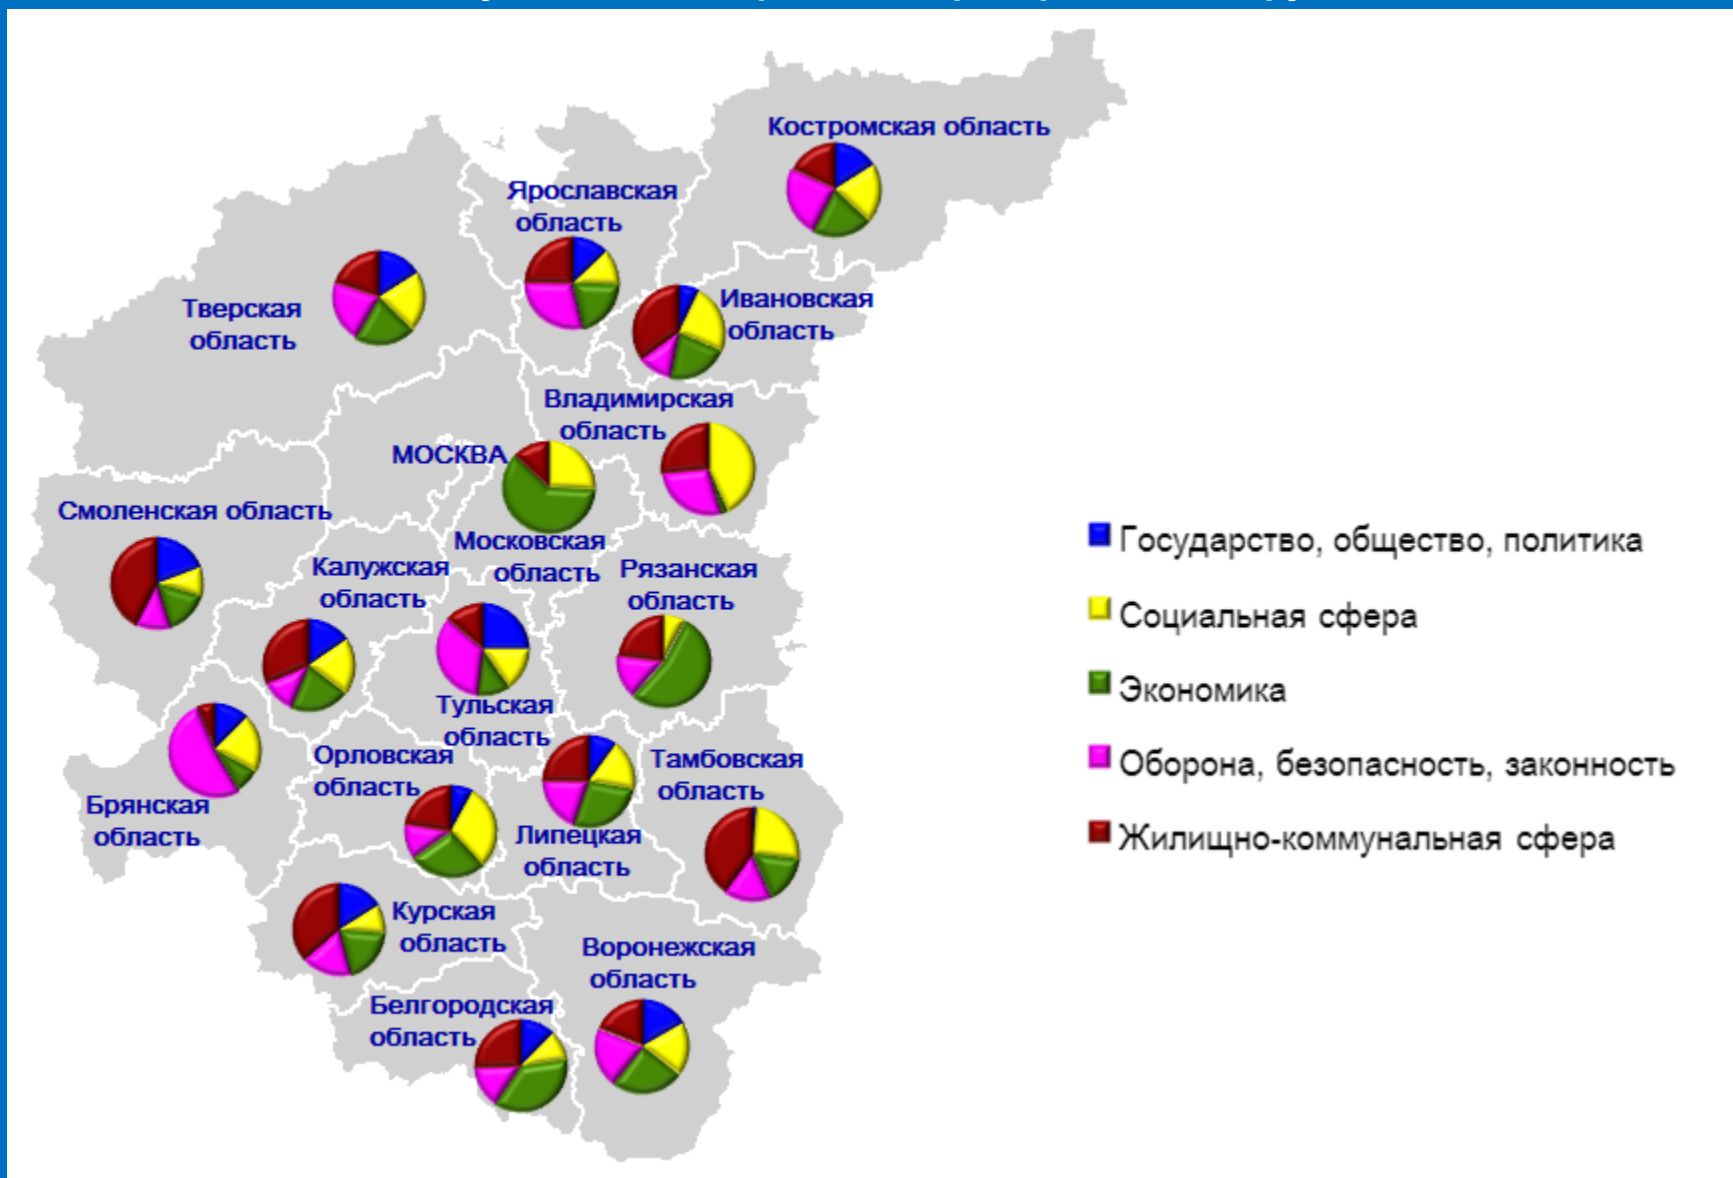 Костромская область
Ярославская
область
Тверская
область
Ивановская
область
Владимирская
область
МОСКВА
Смоленская область
Московская
область
Калужская
область
Рязанская
область
Тульская
область
Орловская
область
Брянская
область
Липецкая
область
Тамбовская
область
Курская
область
Воронежская
область
Белгородская
область
Государство, общество, политика
Социальная сфера
Экономика
Оборона, безопасность, законность
Жилищно-коммунальная сфера